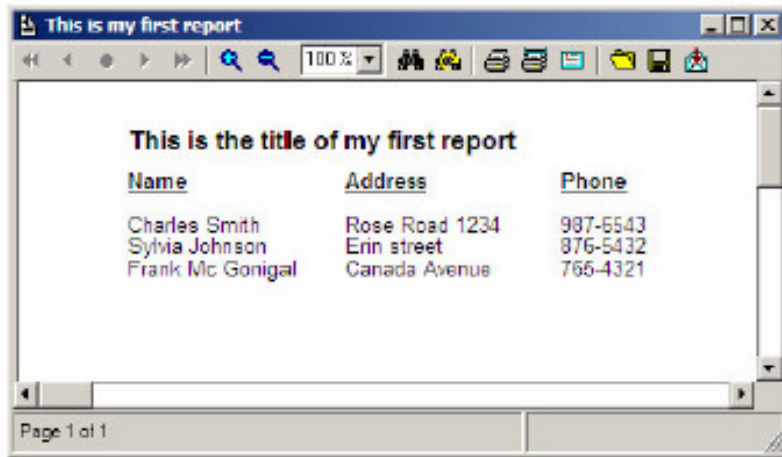 This is my first report
100 %
This is the title of my first report
Name Address Phone
Charles Smith Rose Road 1234 987-6543
Sylvia Johnson Erin street 876-5432
Frank Mc Gonigal Canada Avenue 765-4321
Page 1 of 1